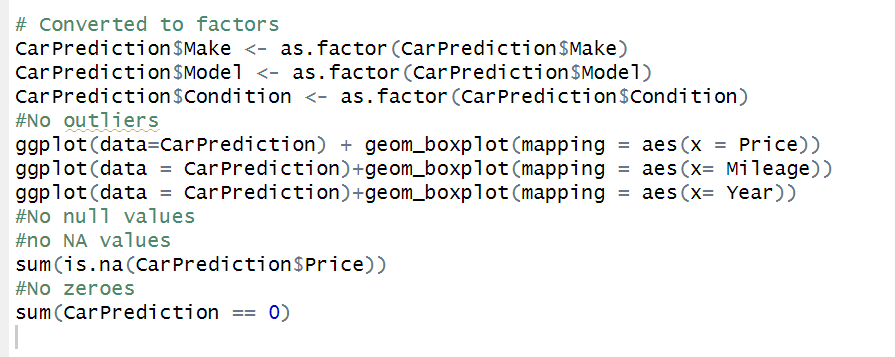 # Converted to factors
CarPrediction$Make <- as.factor(CarPrediction$Make)
CarPrediction$Model <- as.factor(CarPrediction$Model)
CarPrediction$Condition <- as.factor(CarPrediction$Condition)
#No outliers
ggplot(data=CarPrediction) + geom_boxplot(mapping = aes(x = Price))
ggplot(data = CarPrediction)+geom_boxplot(mapping = aes(x= Mileage))
ggplot(data = CarPrediction)+geom_boxplot(mapping = aes(x= Year))
#No null values
#no NA values
sum(is.na(CarPrediction$Price))
#No zeroes
sum(CarPrediction == 0)